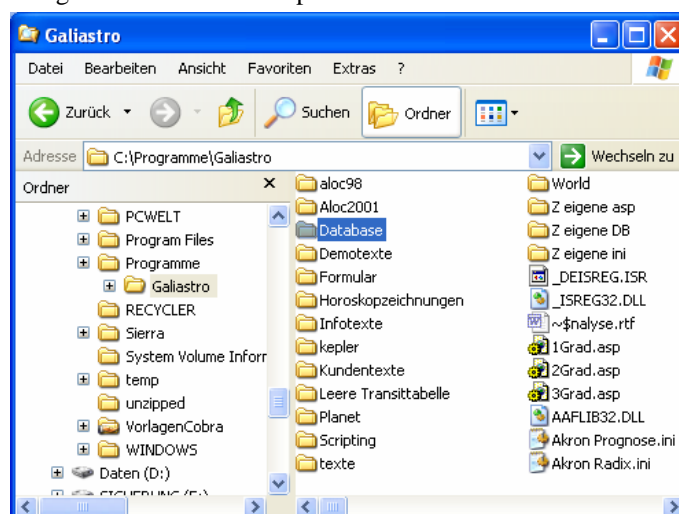 Galiastro
Datei Bearbeiten Ansicht Favoriten Extras ?
Zurück Suchen Ordner
Adresse C:\Programme\Galiastro Wechseln zu
Ordner
PCWELT
Program Files
Programme
Galiastro
RECYCLER
Sierra
System Volume Inforr
temp
unzipped
VorlagenCobra
WINDOWS
Daten (D:)
aloc98
Aloc2001
Database
Demotexte
Formular
Horoskopzeichnungen
Infotexte
kepler
Kundentexte
Leere Transittabelle
Planet
Scripting
texte
World
Z eigene asp
Z eigene DB
Z eigene ini
_DEISREG.ISR
_ISREG32.DLL
~$nalyse.rtf
1Grad.asp
2Grad.asp
3Grad.asp
AAFLIB32.DLL
Akron Prognose.ini
Akron Radix.ini